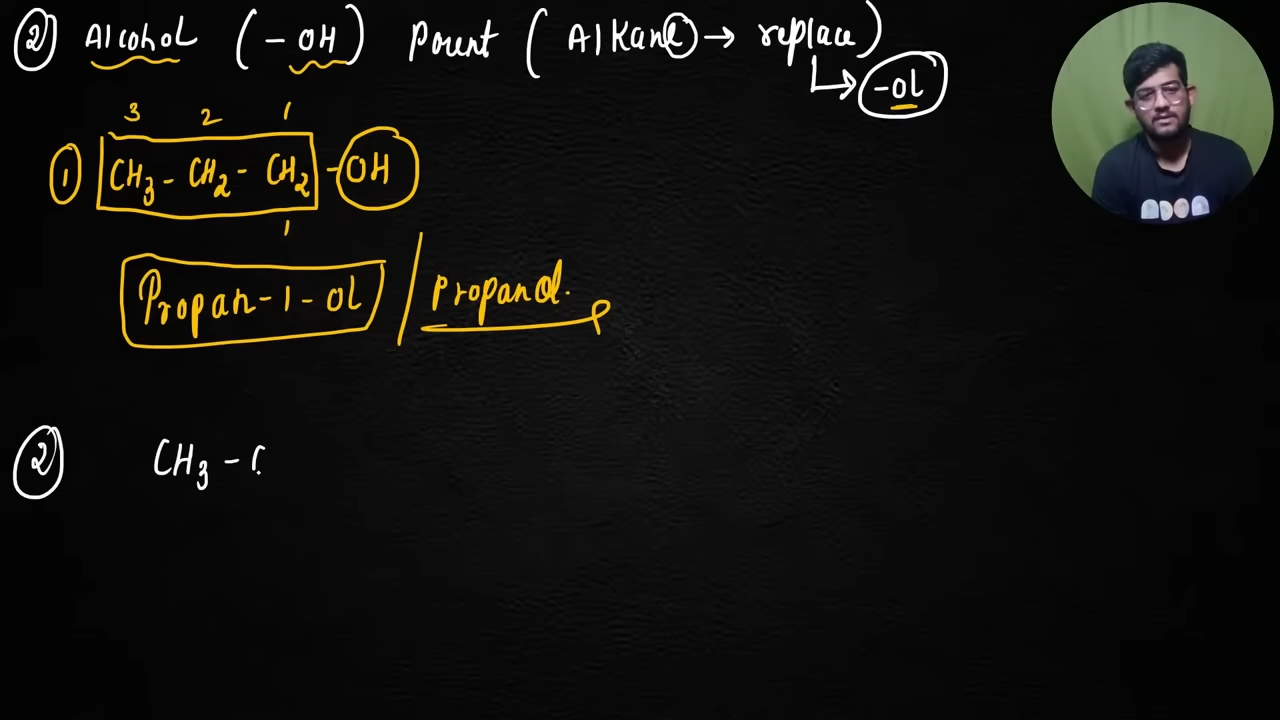 ② Alcohol (-OH) Parent (Alkane → replace)
↳ -ol
3 2 1
① CH₃ - CH₂ - CH₂ - OH
1
Propan-1-ol / Propanol.
② CH₃ - C